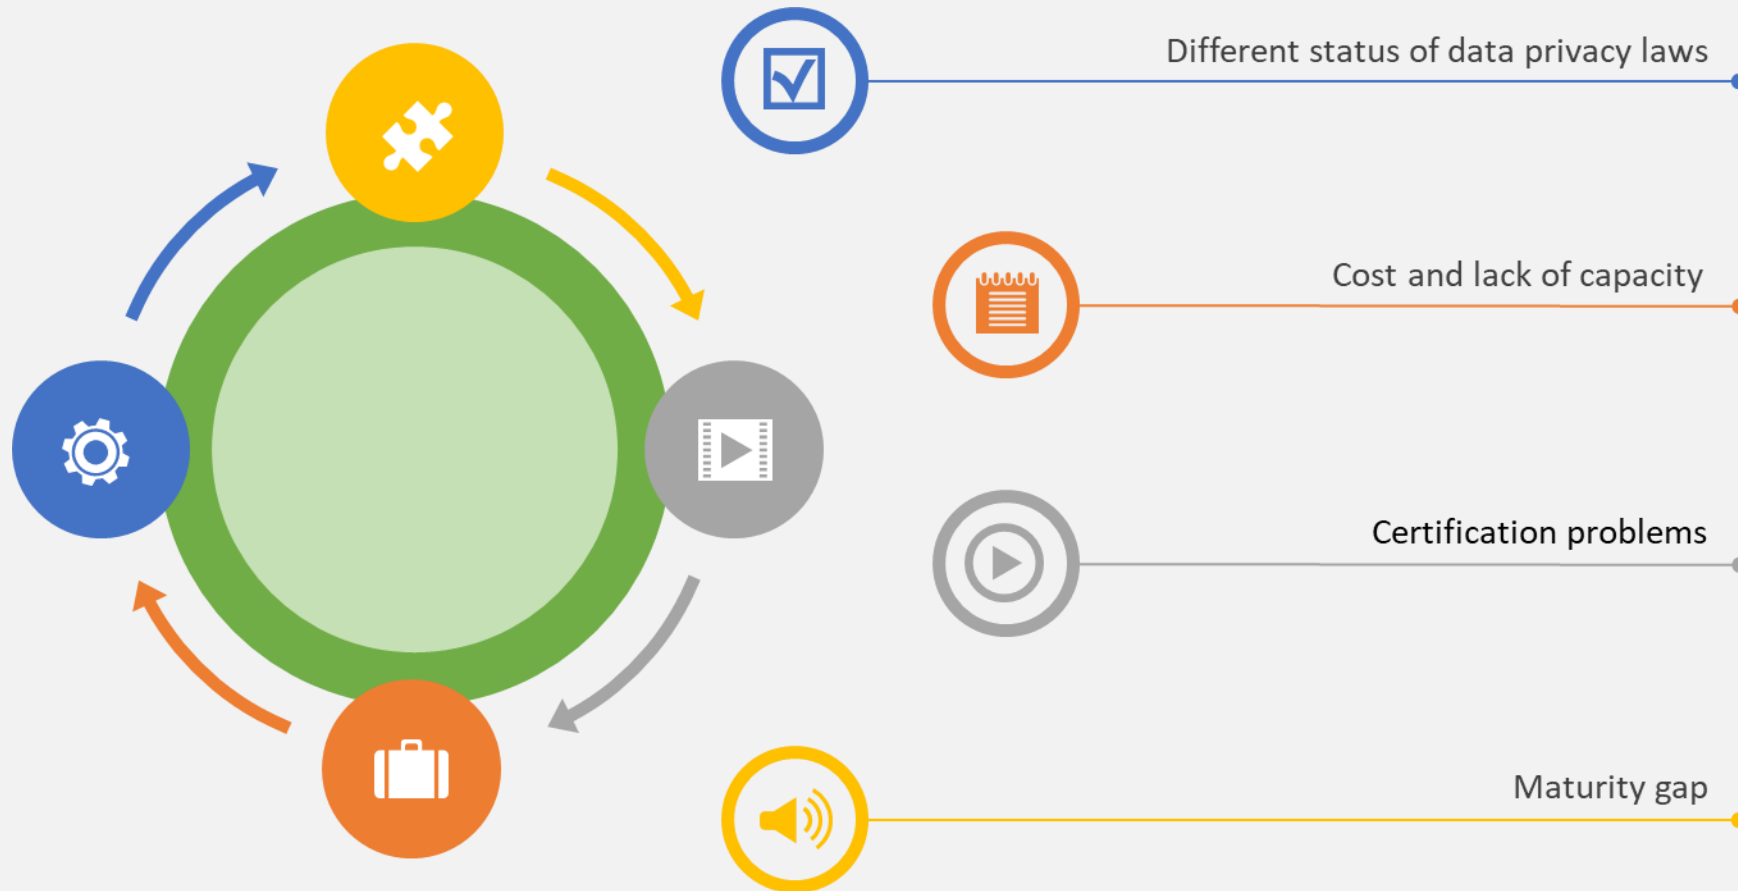 Different status of data privacy laws
Cost and lack of capacity
Certification problems
Maturity gap